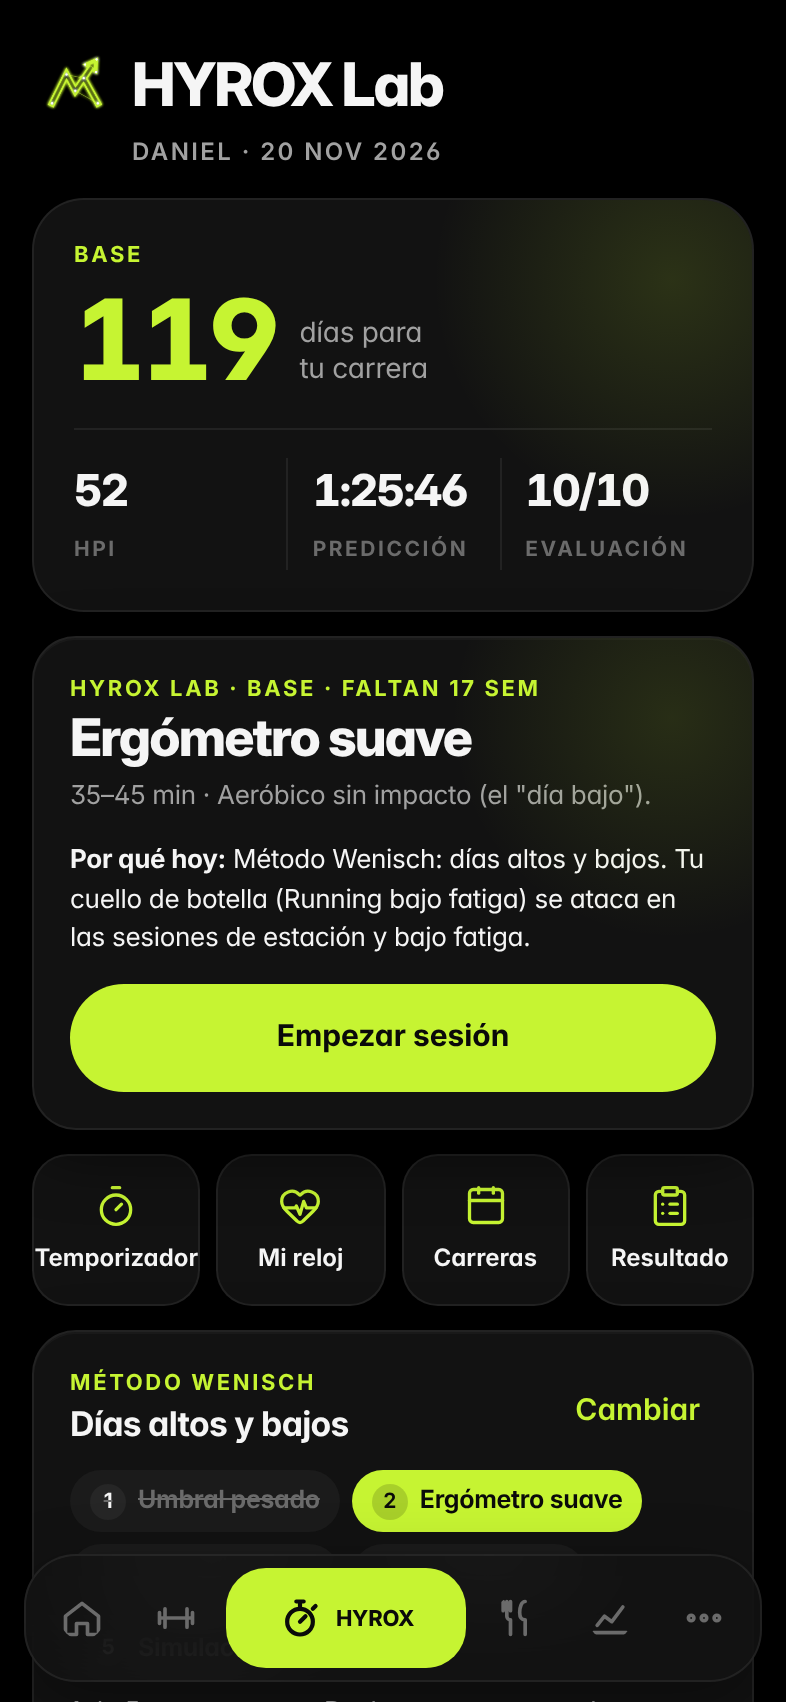 HYROX Lab
DANIEL · 20 NOV 2026
BASE
119
días para
tu carrera
52
1:25:46
10/10
HPI
PREDICCIÓN
EVALUACIÓN
HYROX LAB · BASE · FALTAN 17 SEM
Ergómetro suave
35–45 min · Aeróbico sin impacto (el "día bajo").
Por qué hoy: Método Wenisch: días altos y bajos. Tu
cuello de botella (Running bajo fatiga) se ataca en
las sesiones de estación y bajo fatiga.
Empezar sesión
Temporizador
Mi reloj
Carreras
Resultado
MÉTODO WENISCH
Días altos y bajos
Cambiar
1 Umbral pesado
2 Ergómetro suave
5
HYROX